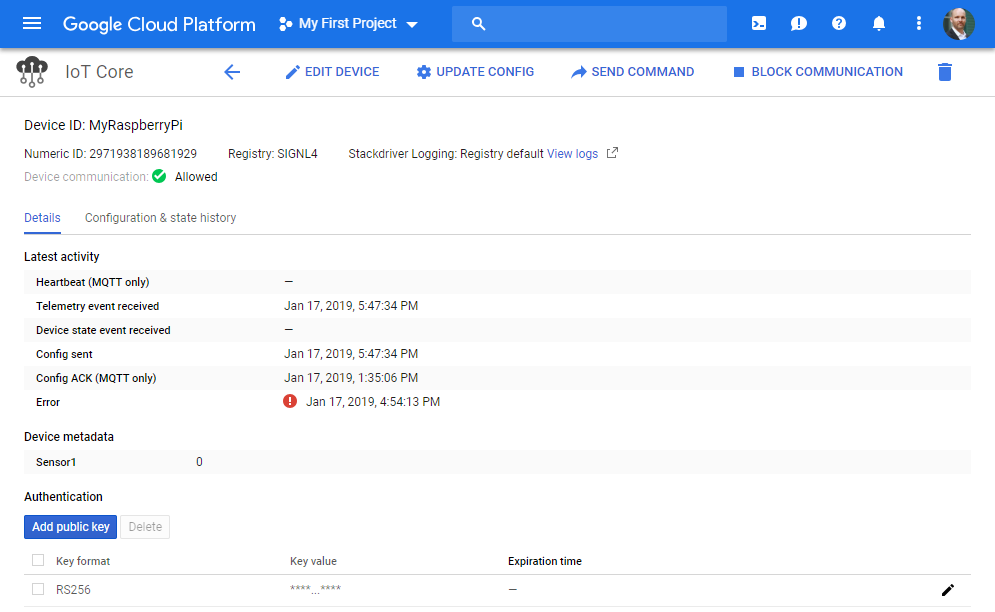 Google Cloud Platform My First Project
IoT Core EDIT DEVICE UPDATE CONFIG SEND COMMAND BLOCK COMMUNICATION
Device ID: MyRaspberryPi
Numeric ID: 2971938189681929 Registry: SIGNL4 Stackdriver Logging: Registry default View logs
Device communication: Allowed
Details Configuration & state history
Latest activity
Heartbeat (MQTT only) —
Telemetry event received Jan 17, 2019, 5:47:34 PM
Device state event received —
Config sent Jan 17, 2019, 5:47:34 PM
Config ACK (MQTT only) Jan 17, 2019, 1:35:06 PM
Error Jan 17, 2019, 4:54:13 PM
Device metadata
Sensor1 0
Authentication
Add public key Delete
Key format Key value Expiration time
RS256 ****...**** —